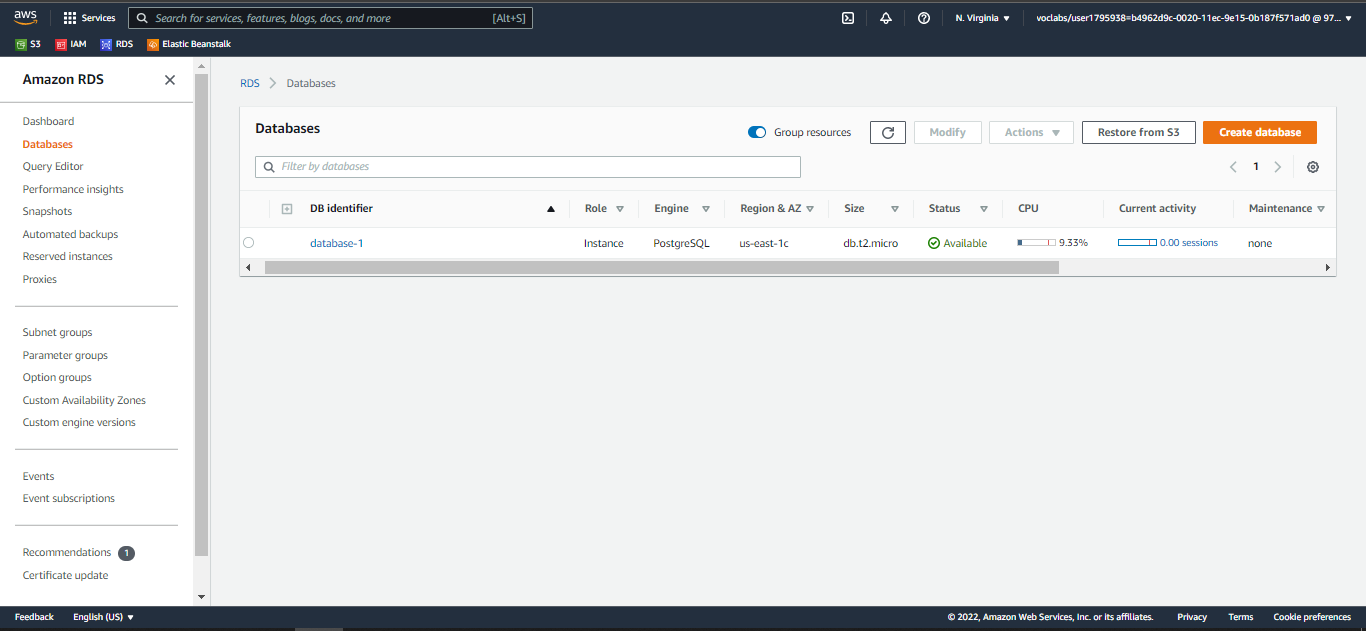 aws Services Search for services, features, blogs, docs, and more [Alt+S] N. Virginia voclabs/user1795938=b4962d9c-0020-11ec-9e15-0b187f571ad0 @ 97...
S3 IAM RDS Elastic Beanstalk
Amazon RDS
Dashboard
Databases
Query Editor
Performance insights
Snapshots
Automated backups
Reserved instances
Proxies
Subnet groups
Parameter groups
Option groups
Custom Availability Zones
Custom engine versions
Events
Event subscriptions
Recommendations 1
Certificate update
RDS Databases
Databases Group resources Modify Actions Restore from S3 Create database
Filter by databases 1
DB identifier Role Engine Region & AZ Size Status CPU Current activity Maintenance
database-1 Instance PostgreSQL us-east-1c db.t2.micro Available 9.33% 0.00 sessions none
Feedback English (US) © 2022, Amazon Web Services, Inc. or its affiliates. Privacy Terms Cookie preferences